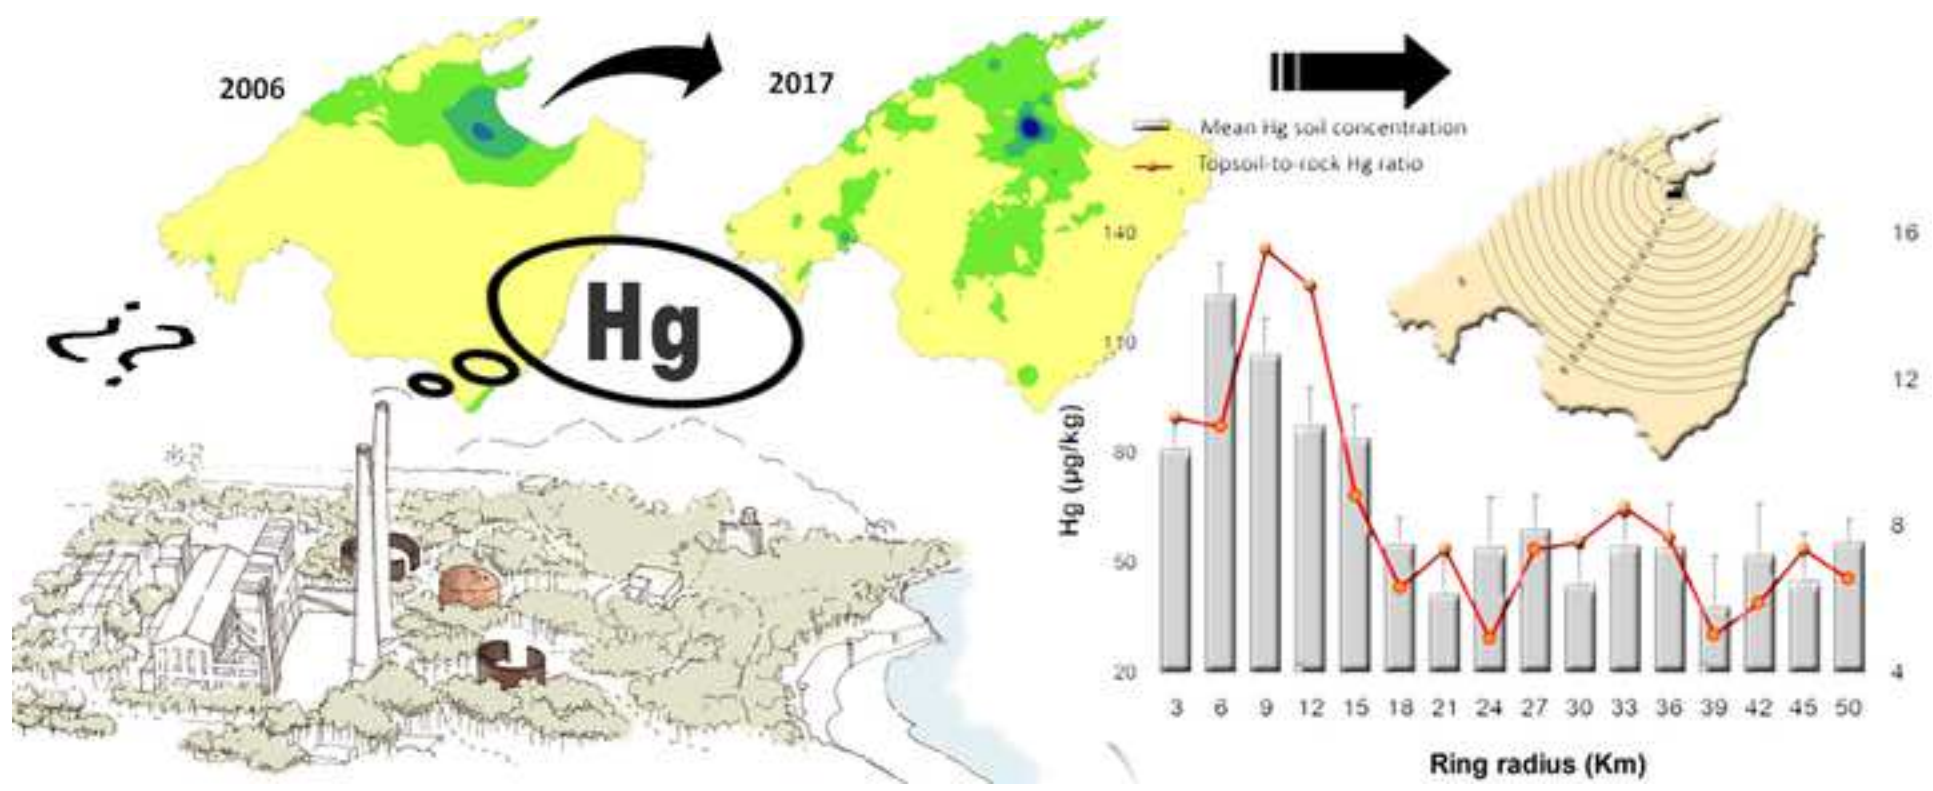 2006
2017
¿?
Hg
Mean Hg soil concentration
Topsoil-to-rock Hg ratio
140
110
80
50
20
Hg (µg/kg)
16
12
8
4
3 6 9 12 15 18 21 24 27 30 33 36 39 42 45 50
Ring radius (Km)